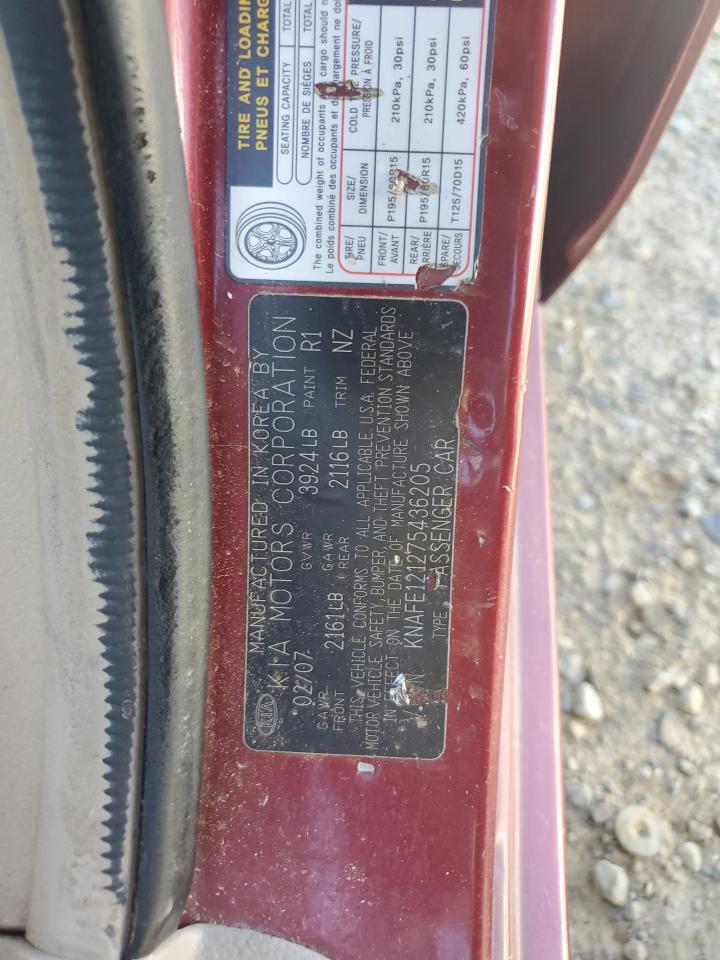 TIRE AND LOADIN
PNEUS ET CHARG
SEATING CAPACITY TOTAL
NOMBRE DE SIÈGES TOTAL
The combined weight of occupants cargo should n
Le poids combiné des occupants et d chargement ne do
TIRE/ PNEU SIZE/ DIMENSION COLD TIRE PRESSURE/ PRESSION À FROID
FRONT/ AVANT P195/60R15 210kPa, 30psi
REAR/ ARRIÈRE P195/60R15 210kPa, 30psi
SPARE/ SECOURS T125/70D15 420kPa, 60psi
KIA
MANUFACTURED IN KOREA BY
KIA MOTORS CORPORATION
02/07 GVWR 3924LB PAINT R1
GAWR FRONT 2161LB GAWR REAR 2116LB TRIM NZ
THIS VEHICLE CONFORMS TO ALL APPLICABLE U.S.A. FEDERAL
MOTOR VEHICLE SAFETY, BUMPER, AND THEFT PREVENTION STANDARDS
IN EFFECT ON THE DATE OF MANUFACTURE SHOWN ABOVE
KNAFE121275436205
TYPE : PASSENGER CAR